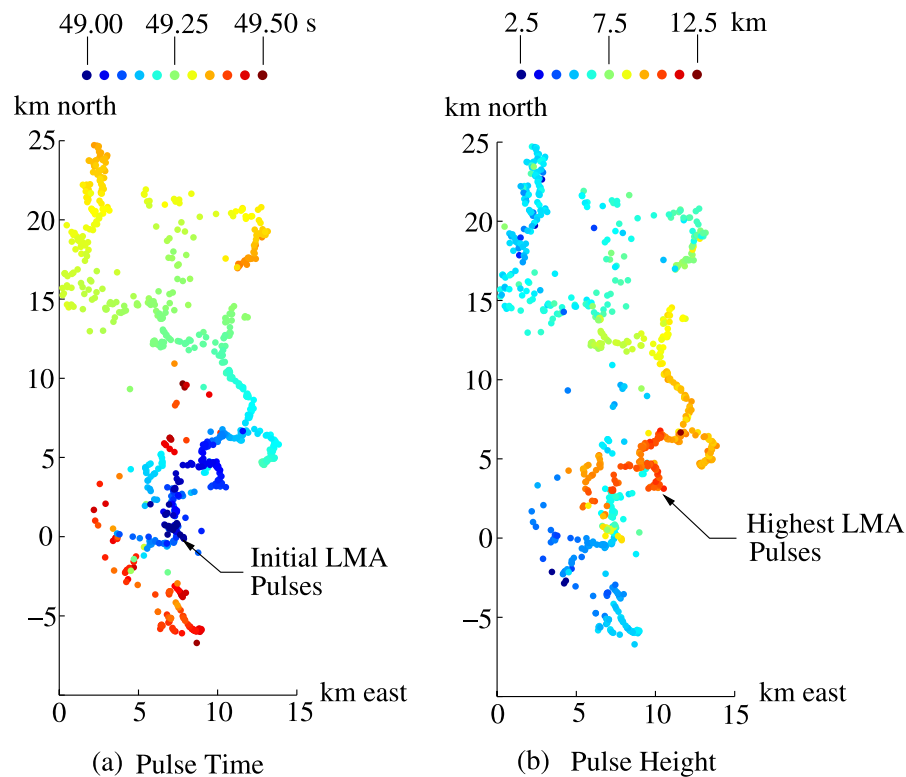 49.00 49.25 49.50 s
2.5 7.5 12.5 km
km north
25
20
15
10
5
0
−5
0 5 10 15
km east
Initial LMA
Pulses
(a) Pulse Time
km north
25
20
15
10
5
0
−5
0 5 10 15
km east
Highest LMA
Pulses
(b) Pulse Height